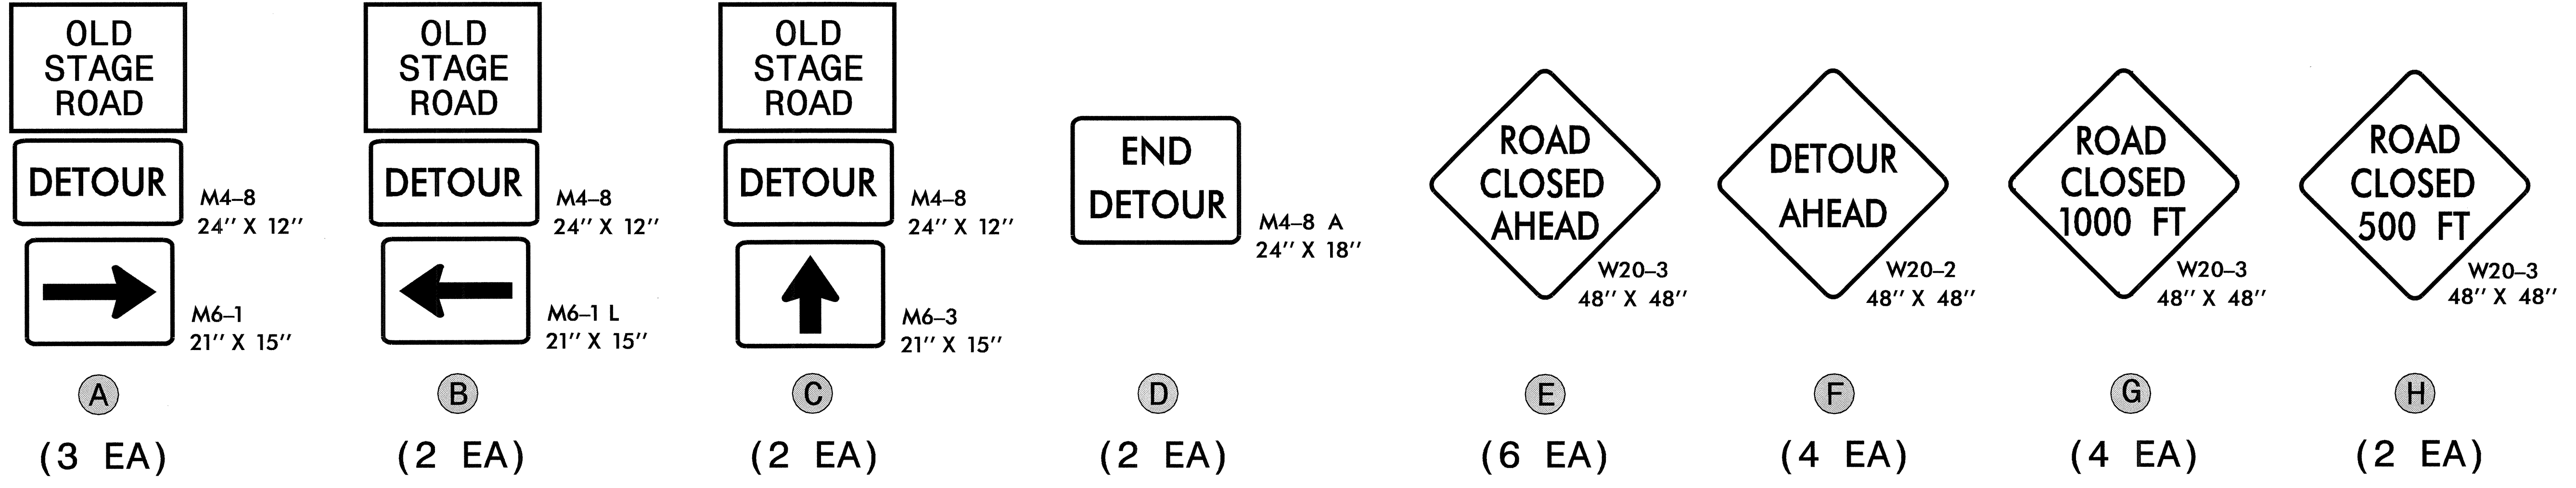 OLD
STAGE
ROAD
DETOUR
M4-8
24" X 12"
M6-1
21" X 15"
A
(3 EA)
OLD
STAGE
ROAD
DETOUR
M4-8
24" X 12"
M6-1 L
21" X 15"
B
(2 EA)
OLD
STAGE
ROAD
DETOUR
M4-8
24" X 12"
M6-3
21" X 15"
C
(2 EA)
END
DETOUR
M4-8 A
24" X 18"
D
(2 EA)
ROAD
CLOSED
AHEAD
W20-3
48" X 48"
E
(6 EA)
DETOUR
AHEAD
W20-2
48" X 48"
F
(4 EA)
ROAD
CLOSED
1000 FT
W20-3
48" X 48"
G
(4 EA)
ROAD
CLOSED
500 FT
W20-3
48" X 48"
H
(2 EA)